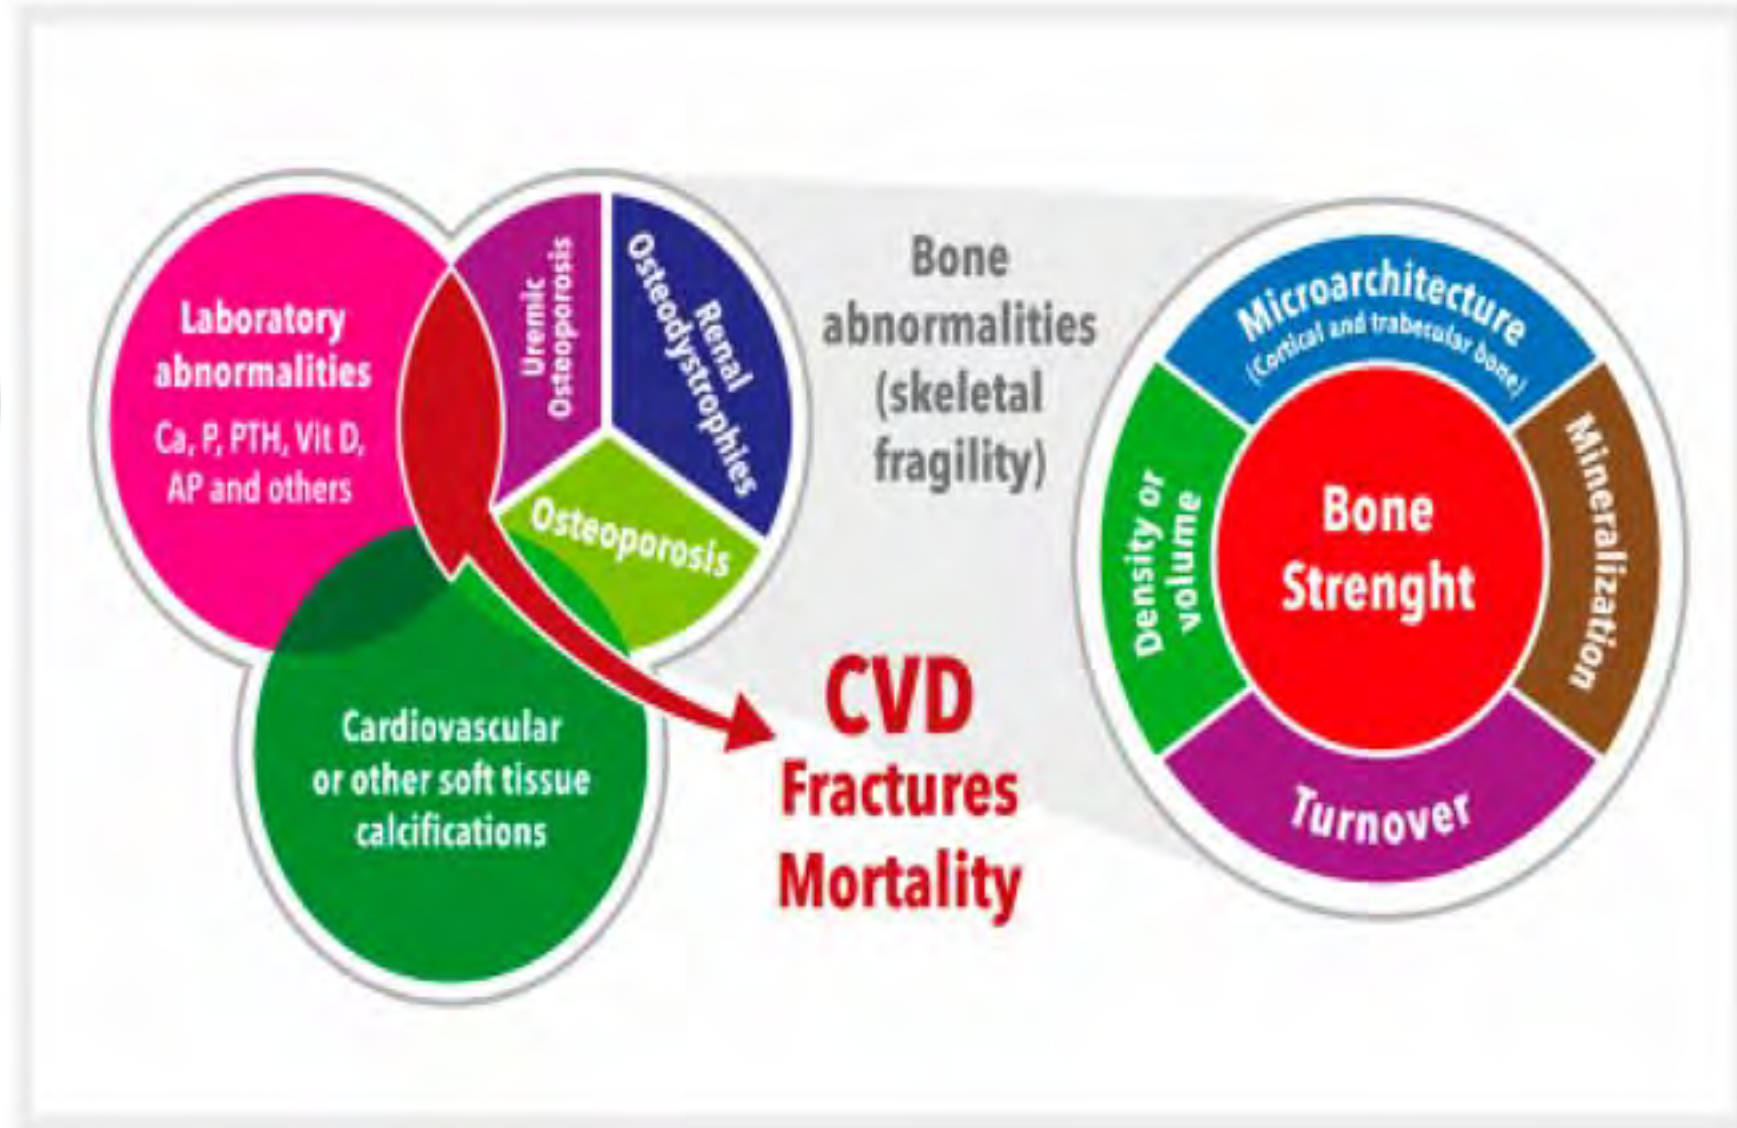 Laboratory
abnormalities
Ca, P, PTH, Vit D,
AP and others
Uremic
Osteoporosis
Renal
Osteodystrophies
Osteoporosis
Cardiovascular
or other soft tissue
calcifications
Bone
abnormalities
(skeletal
fragility)
CVD
Fractures
Mortality
Microarchitecture
(Cortical and trabecular bone)
Mineralization
Density or
volume
Bone
Strenght
Turnover